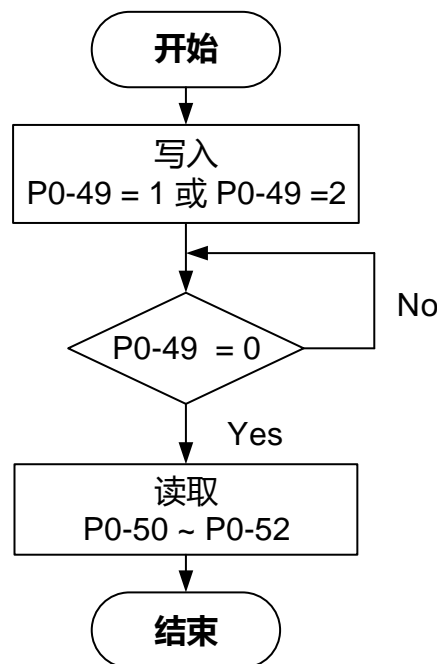 开始
写入
P0-49 = 1 或 P0-49 =2
No
P0-49 = 0
Yes
读取
P0-50 ~ P0-52
结束